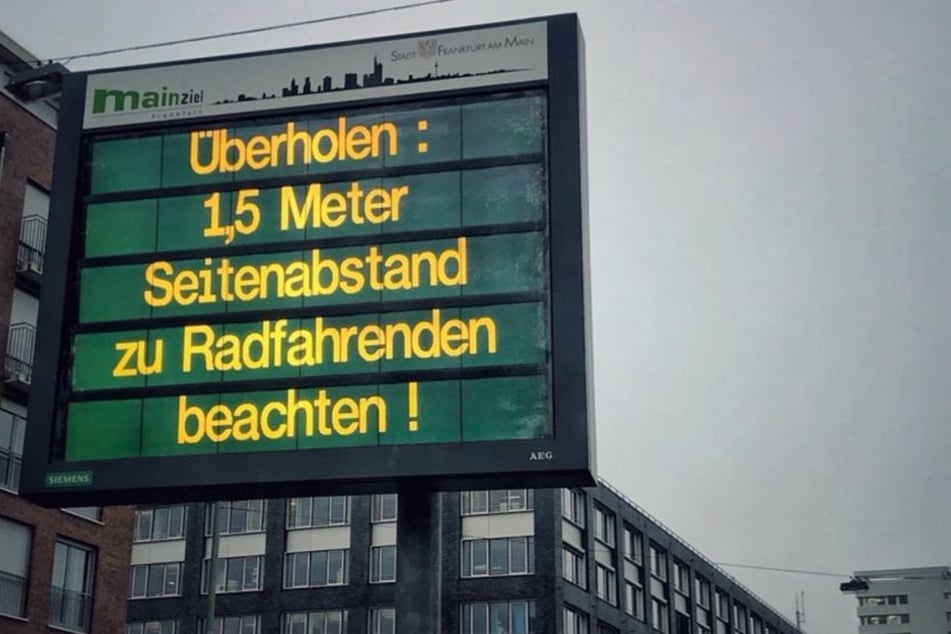 mainziel
Frankfurt
STADT FRANKFURT AM MAIN
Überholen :
1,5 Meter
Seitenabstand
zu Radfahrenden
beachten !
SIEMENS
AEG